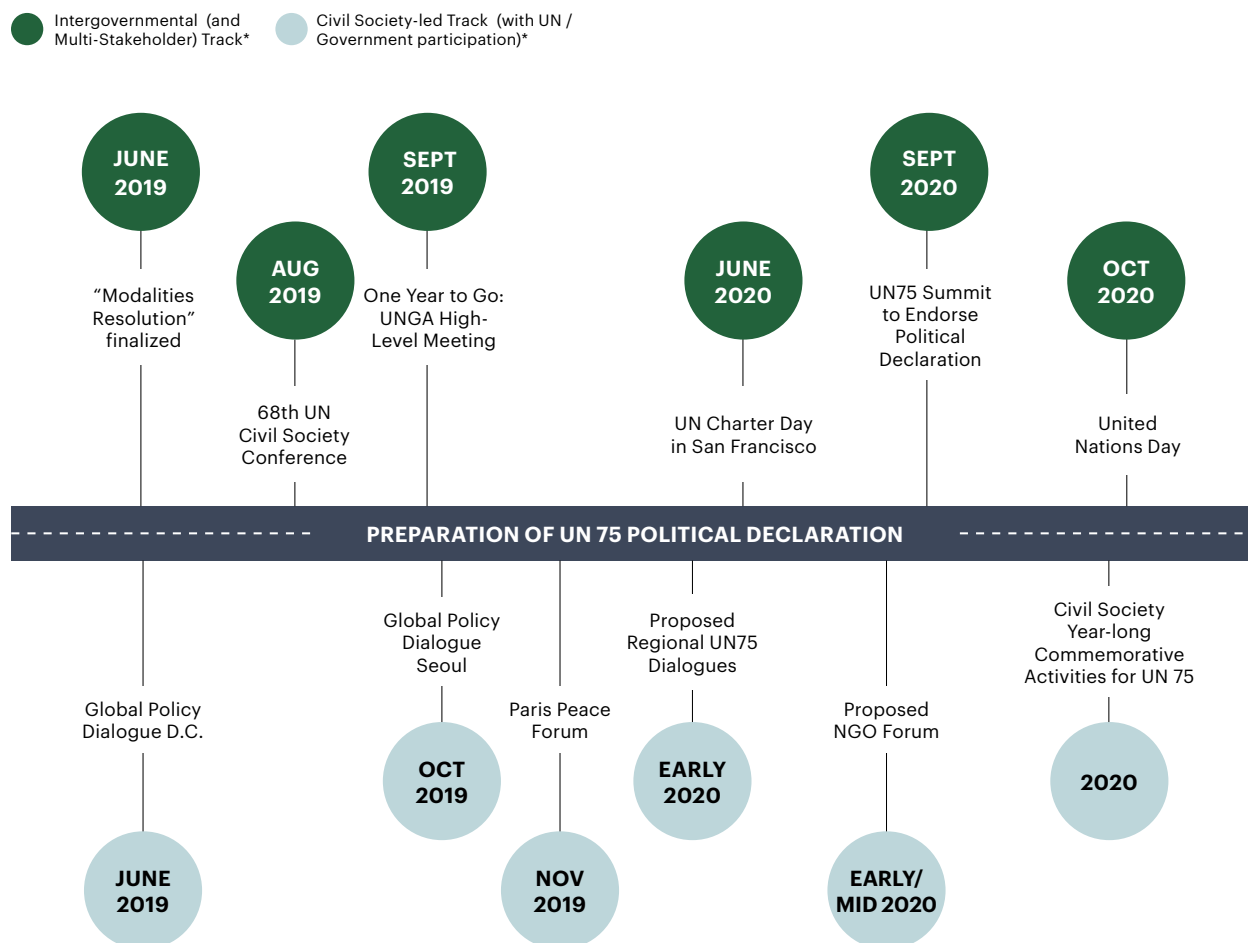 Intergovernmental (and
Multi-Stakeholder) Track*
Civil Society-led Track (with UN /
Government participation)*
JUNE
2019
“Modalities
Resolution”
finalized
AUG
2019
68th UN
Civil Society
Conference
SEPT
2019
One Year to Go:
UNGA High-
Level Meeting
JUNE
2020
UN Charter Day
in San Francisco
SEPT
2020
UN75 Summit
to Endorse
Political
Declaration
OCT
2020
United
Nations Day
PREPARATION OF UN 75 POLITICAL DECLARATION
Global Policy
Dialogue D.C.
JUNE
2019
Global Policy
Dialogue
Seoul
OCT
2019
Paris Peace
Forum
NOV
2019
Proposed
Regional UN75
Dialogues
EARLY
2020
Proposed
NGO Forum
EARLY/
MID 2020
Civil Society
Year-long
Commemorative
Activities for UN 75
2020